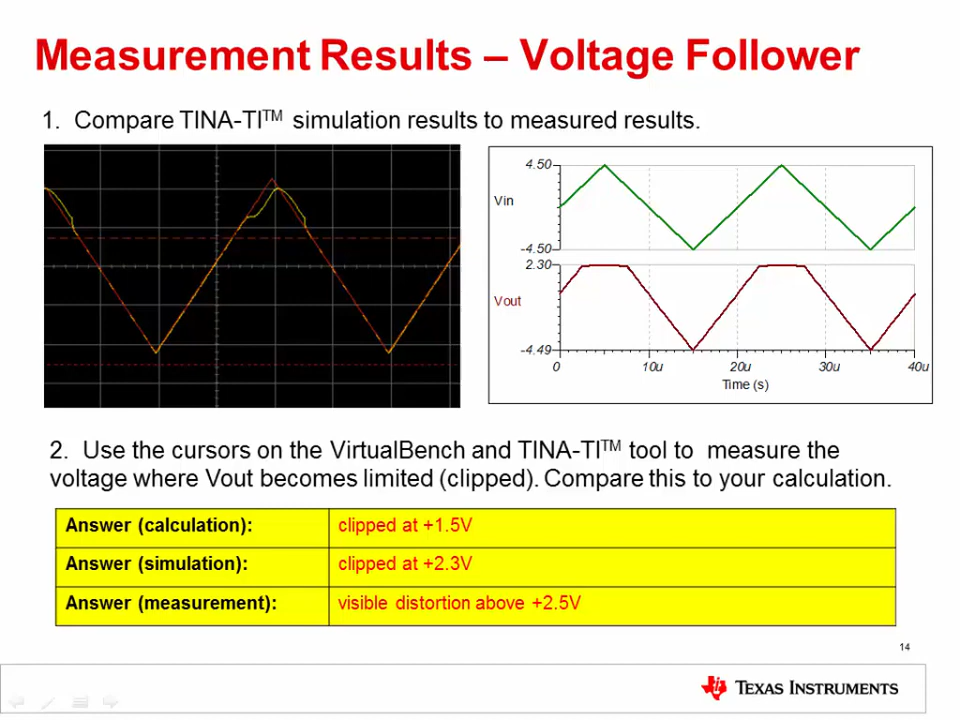 Measurement Results – Voltage Follower
1. Compare TINA-TI™ simulation results to measured results.
4.50
Vin
-4.50
2.30
Vout
-4.49
0 10u 20u 30u 40u
Time (s)
2. Use the cursors on the VirtualBench and TINA-TI™ tool to measure the
voltage where Vout becomes limited (clipped). Compare this to your calculation.
Answer (calculation): clipped at +1.5V
Answer (simulation): clipped at +2.3V
Answer (measurement): visible distortion above +2.5V
14
TEXAS INSTRUMENTS